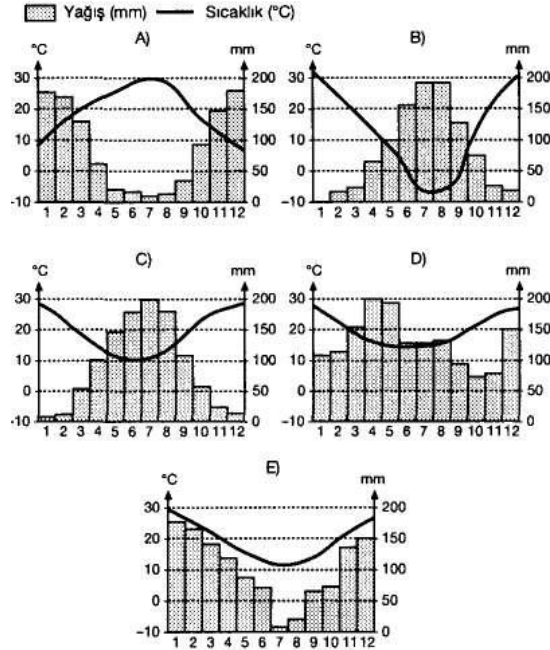 Yağış (mm) Sıcaklık (°C)
A) B)
°C mm °C mm
30 200 30 200
20 150 20 150
10 100 10 100
0 50 0 50
-10 0 -10 0
1 2 3 4 5 6 7 8 9 10 11 12 1 2 3 4 5 6 7 8 9 10 11 12
C) D)
°C mm °C mm
30 200 30 200
20 150 20 150
10 100 10 100
0 50 0 50
-10 0 -10 0
1 2 3 4 5 6 7 8 9 10 11 12 1 2 3 4 5 6 7 8 9 10 11 12
E)
°C mm
30 200
20 150
10 100
0 50
-10 0
1 2 3 4 5 6 7 8 9 10 11 12